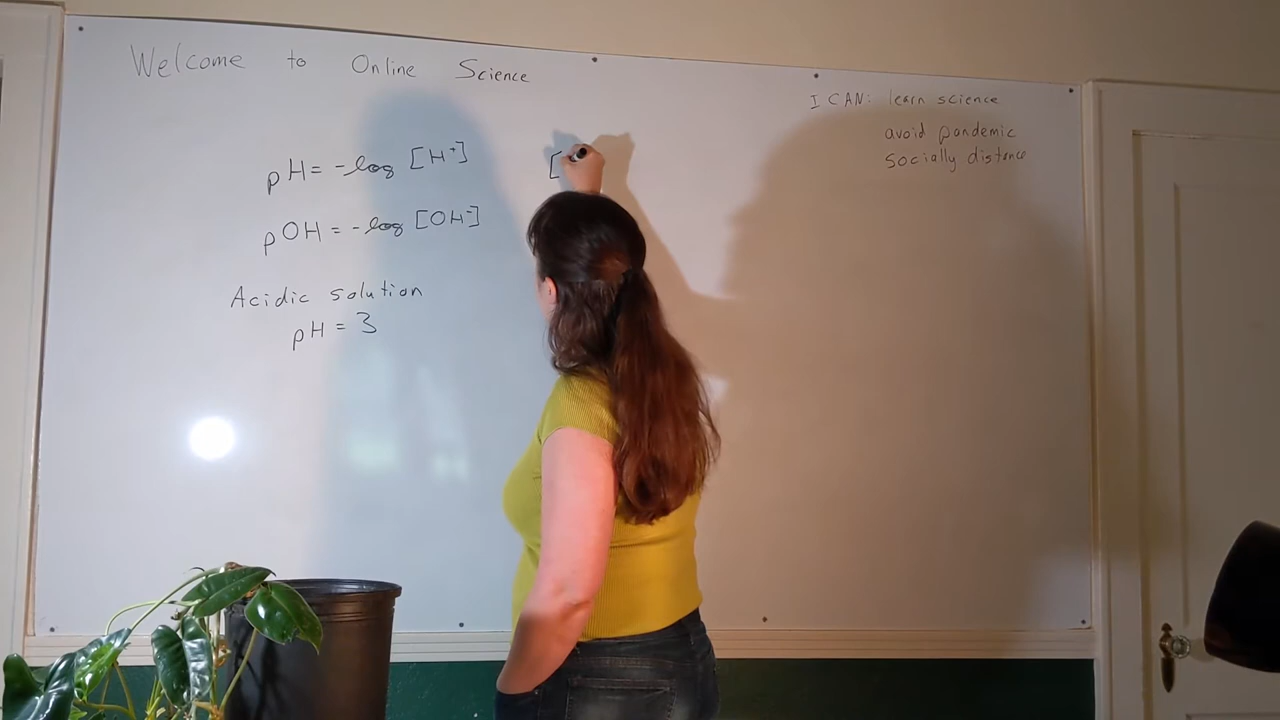 Welcome to Online Science
I CAN: learn science
avoid pandemic
socially distance
pH = -log [H⁺]
[
pOH = -log [OH⁻]
Acidic solution
pH = 3